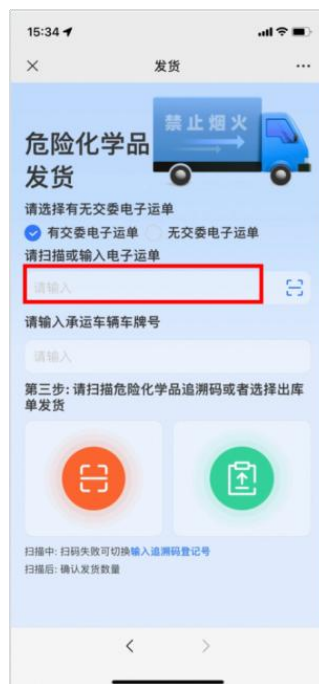 15:34
发货
禁止烟火
危险化学品
发货
请选择有无交委电子运单
有交委电子运单 无交委电子运单
请扫描或输入电子运单
请输入
请输入承运车辆车牌号
请输入
第三步: 请扫描危险化学品追溯码或者选择出库
单发货
扫描中: 扫码失败可切换输入追溯码登记号
扫描后: 确认发货数量